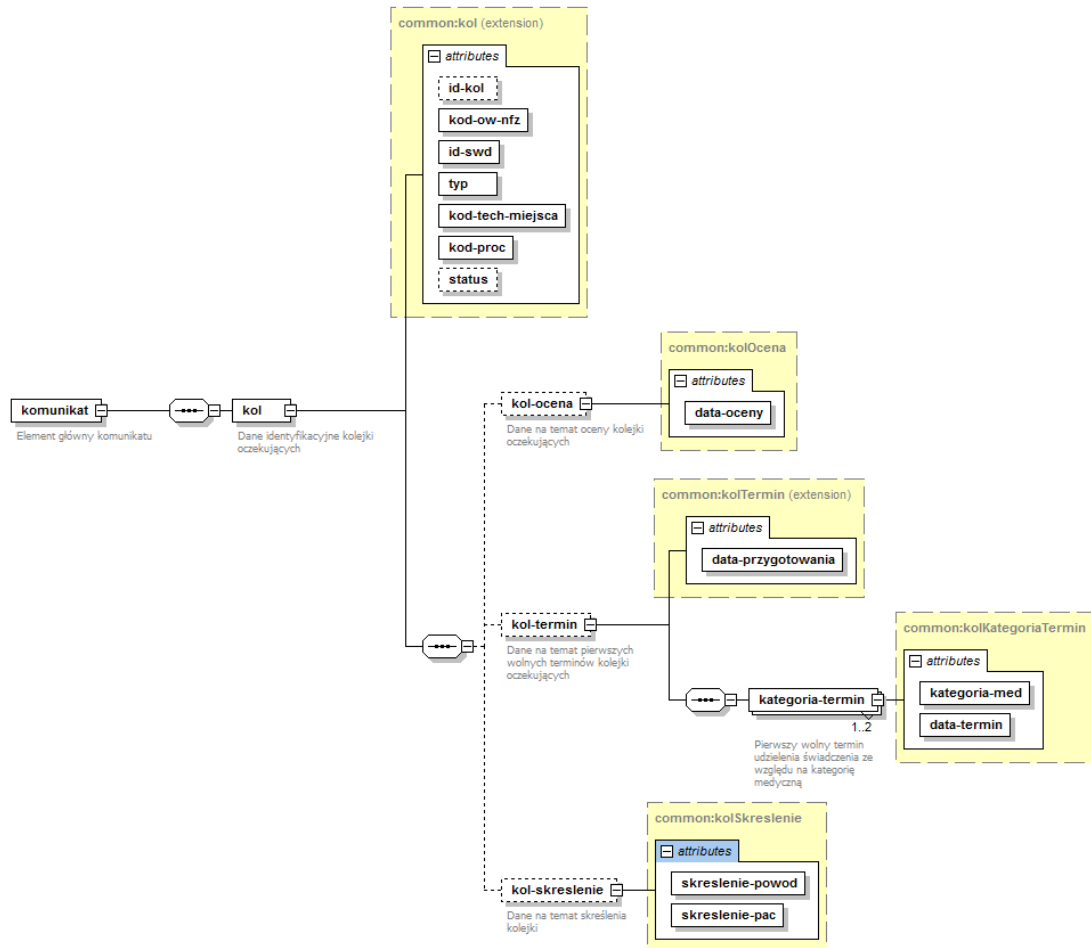 common:kol (extension)
attributes
id-kol
kod-ow-nfz
id-swd
typ
kod-tech-miejsca
kod-proc
status
komunikat
Element główny komunikatu
kol
Dane identyfikacyjne kolejki
oczekujących
common:kolOcena
attributes
data-oceny
kol-ocena
Dane na temat oceny kolejki
oczekujących
common:kolTermin (extension)
attributes
data-przygotowania
kol-termin
Dane na temat pierwszych
wolnych terminów kolejki
oczekujących
common:kolKategoriaTermin
attributes
kategoria-med
data-termin
kategoria-termin
1..2
Pierwszy wolny termin
udzielenia świadczenia ze
względu na kategorię
medyczną
common:kolSkreslenie
attributes
skreslenie-powod
skreslenie-pac
kol-skreslenie
Dane na temat skreślenia
kolejki